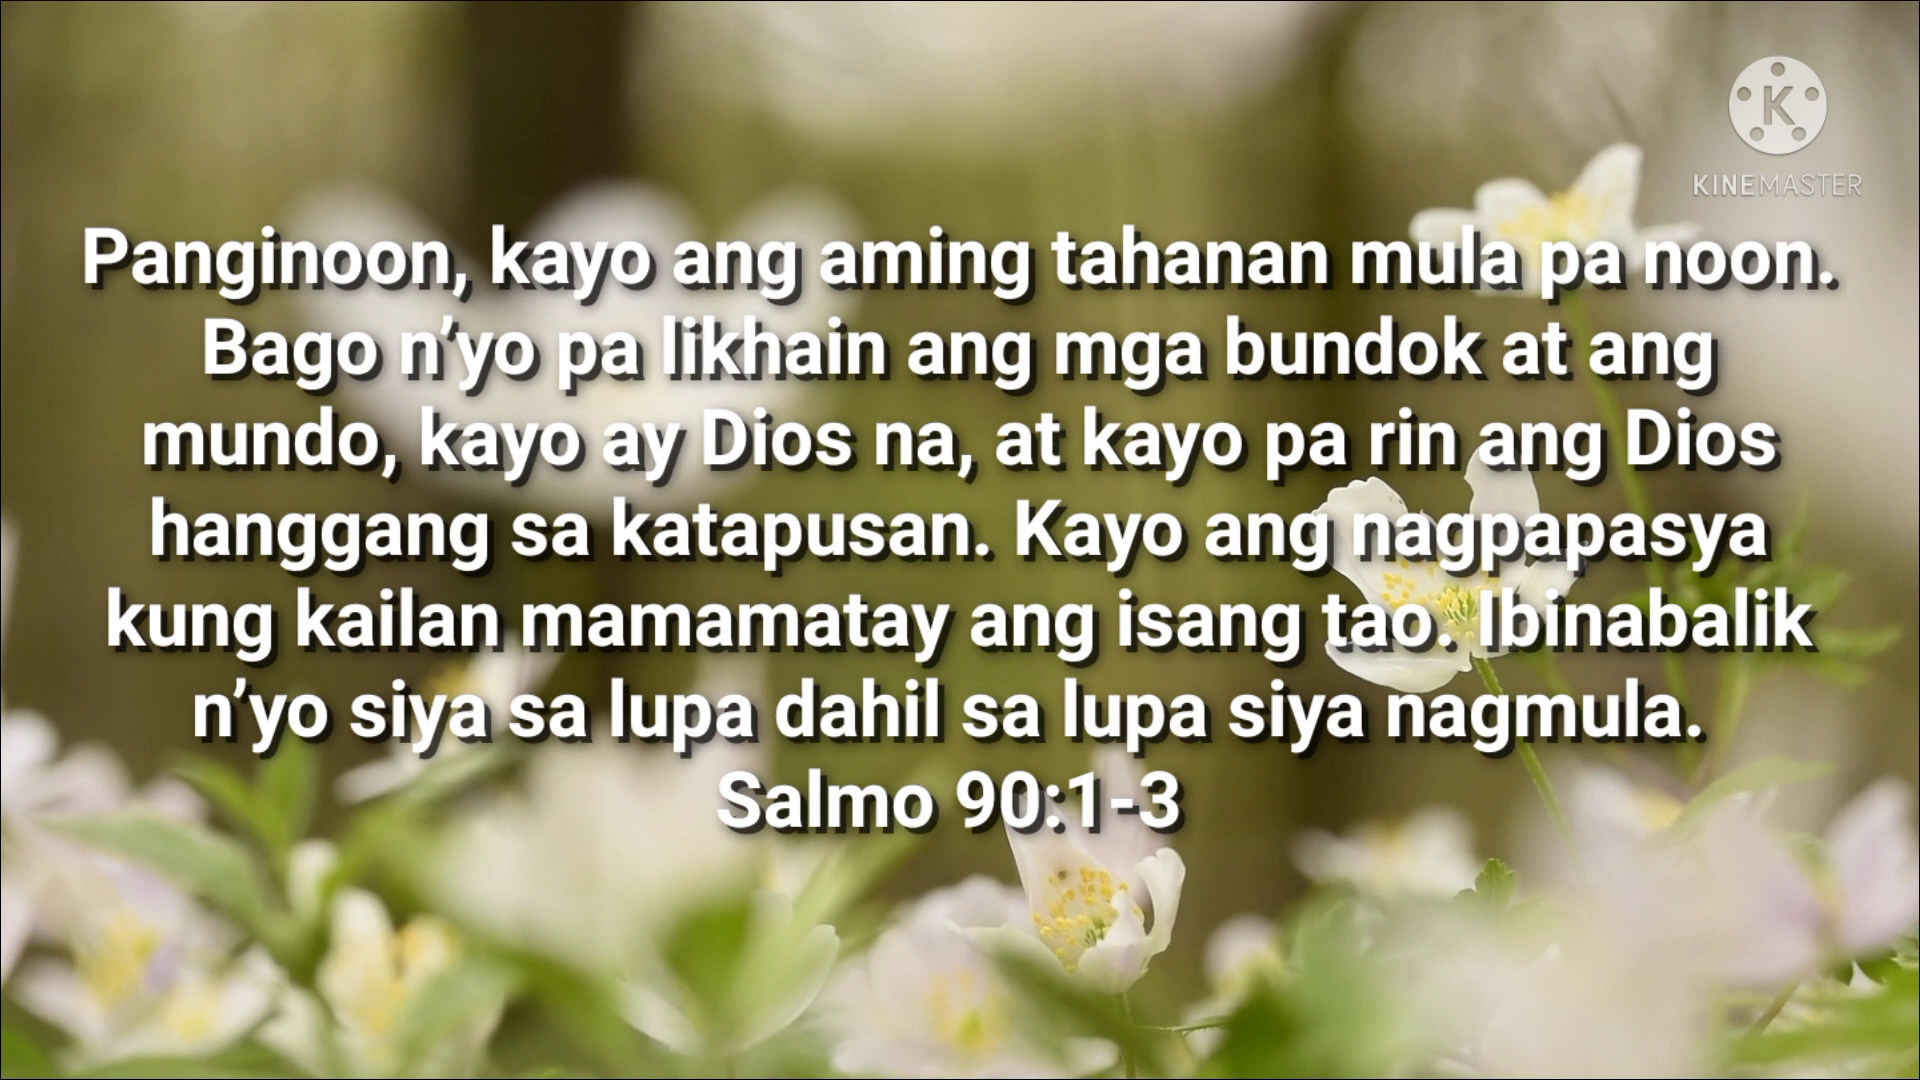 KINEMASTER
Panginoon, kayo ang aming tahanan mula pa noon.
Bago n’yo pa likhain ang mga bundok at ang
mundo, kayo ay Dios na, at kayo pa rin ang Dios
hanggang sa katapusan. Kayo ang nagpapasya
kung kailan mamamatay ang isang tao. Ibinabalik
n’yo siya sa lupa dahil sa lupa siya nagmula.
Salmo 90:1-3